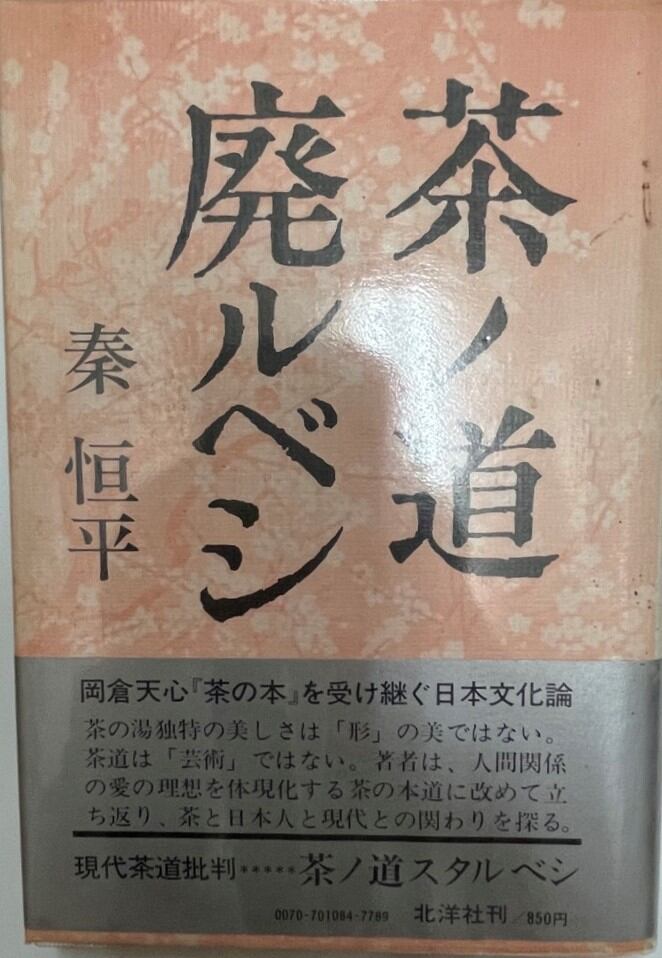 茶ノ道
廃ルベシ
秦 恒平
岡倉天心『茶の本』を受け継ぐ日本文化論
茶の湯独特の美しさは「形」の美ではない。
茶道は「芸術」ではない。著者は、人間関係
の愛の理想を体現化する茶の本道に改めて立
ち返り、茶と日本人と現代との関わりを探る。
現代茶道批判*****茶ノ道スタルベシ
0070-701084-7789 北洋社刊/850円